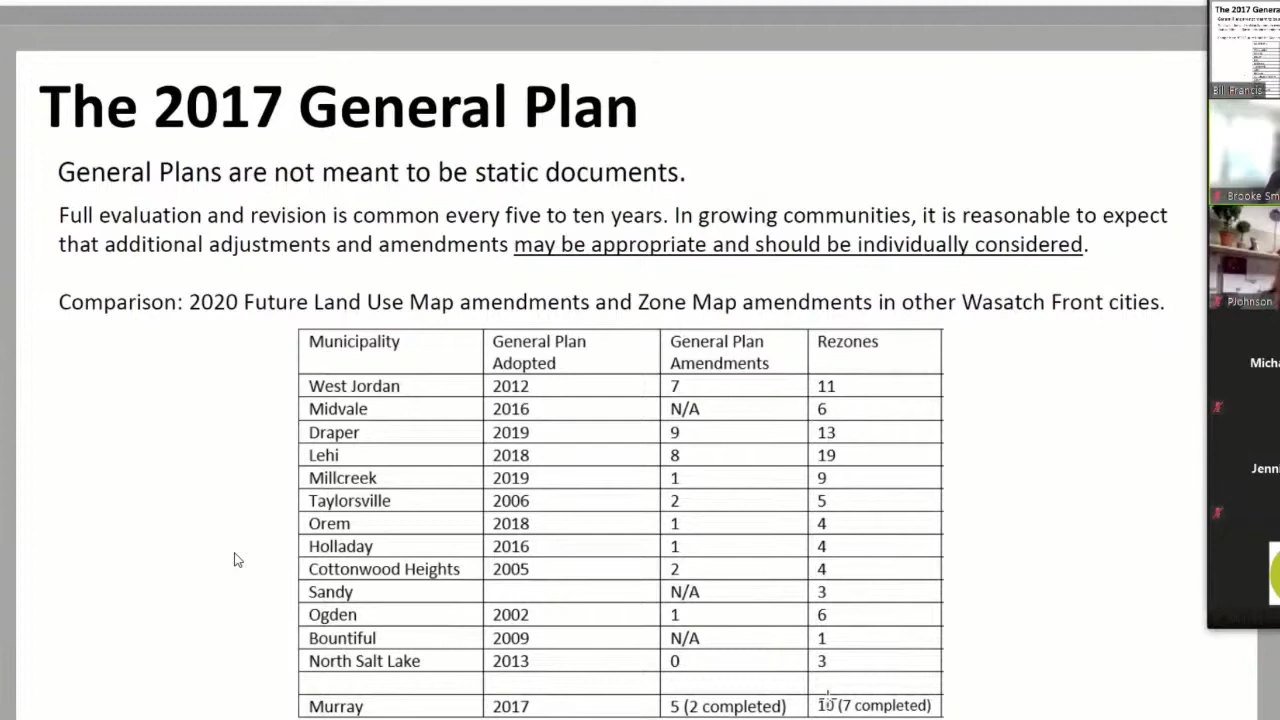 The 2017 General Plan
General Plans are not meant to be static documents.
Full evaluation and revision is common every five to ten years. In growing communities, it is reasonable to expect
that additional adjustments and amendments may be appropriate and should be individually considered.
Comparison: 2020 Future Land Use Map amendments and Zone Map amendments in other Wasatch Front cities.
Municipality General Plan Adopted General Plan Amendments Rezones
West Jordan 2012 7 11
Midvale 2016 N/A 6
Draper 2019 9 13
Lehi 2018 8 19
Millcreek 2019 1 9
Taylorsville 2006 2 5
Orem 2018 1 4
Holladay 2016 1 4
Cottonwood Heights 2005 2 4
Sandy N/A 3
Ogden 2002 1 6
Bountiful 2009 N/A 1
North Salt Lake 2013 0 3
Murray 2017 5 (2 completed) 10 (7 completed)
The 2017 Genera
Bill Francis
Brooke Sm
PJohnson
Micha
Jenni